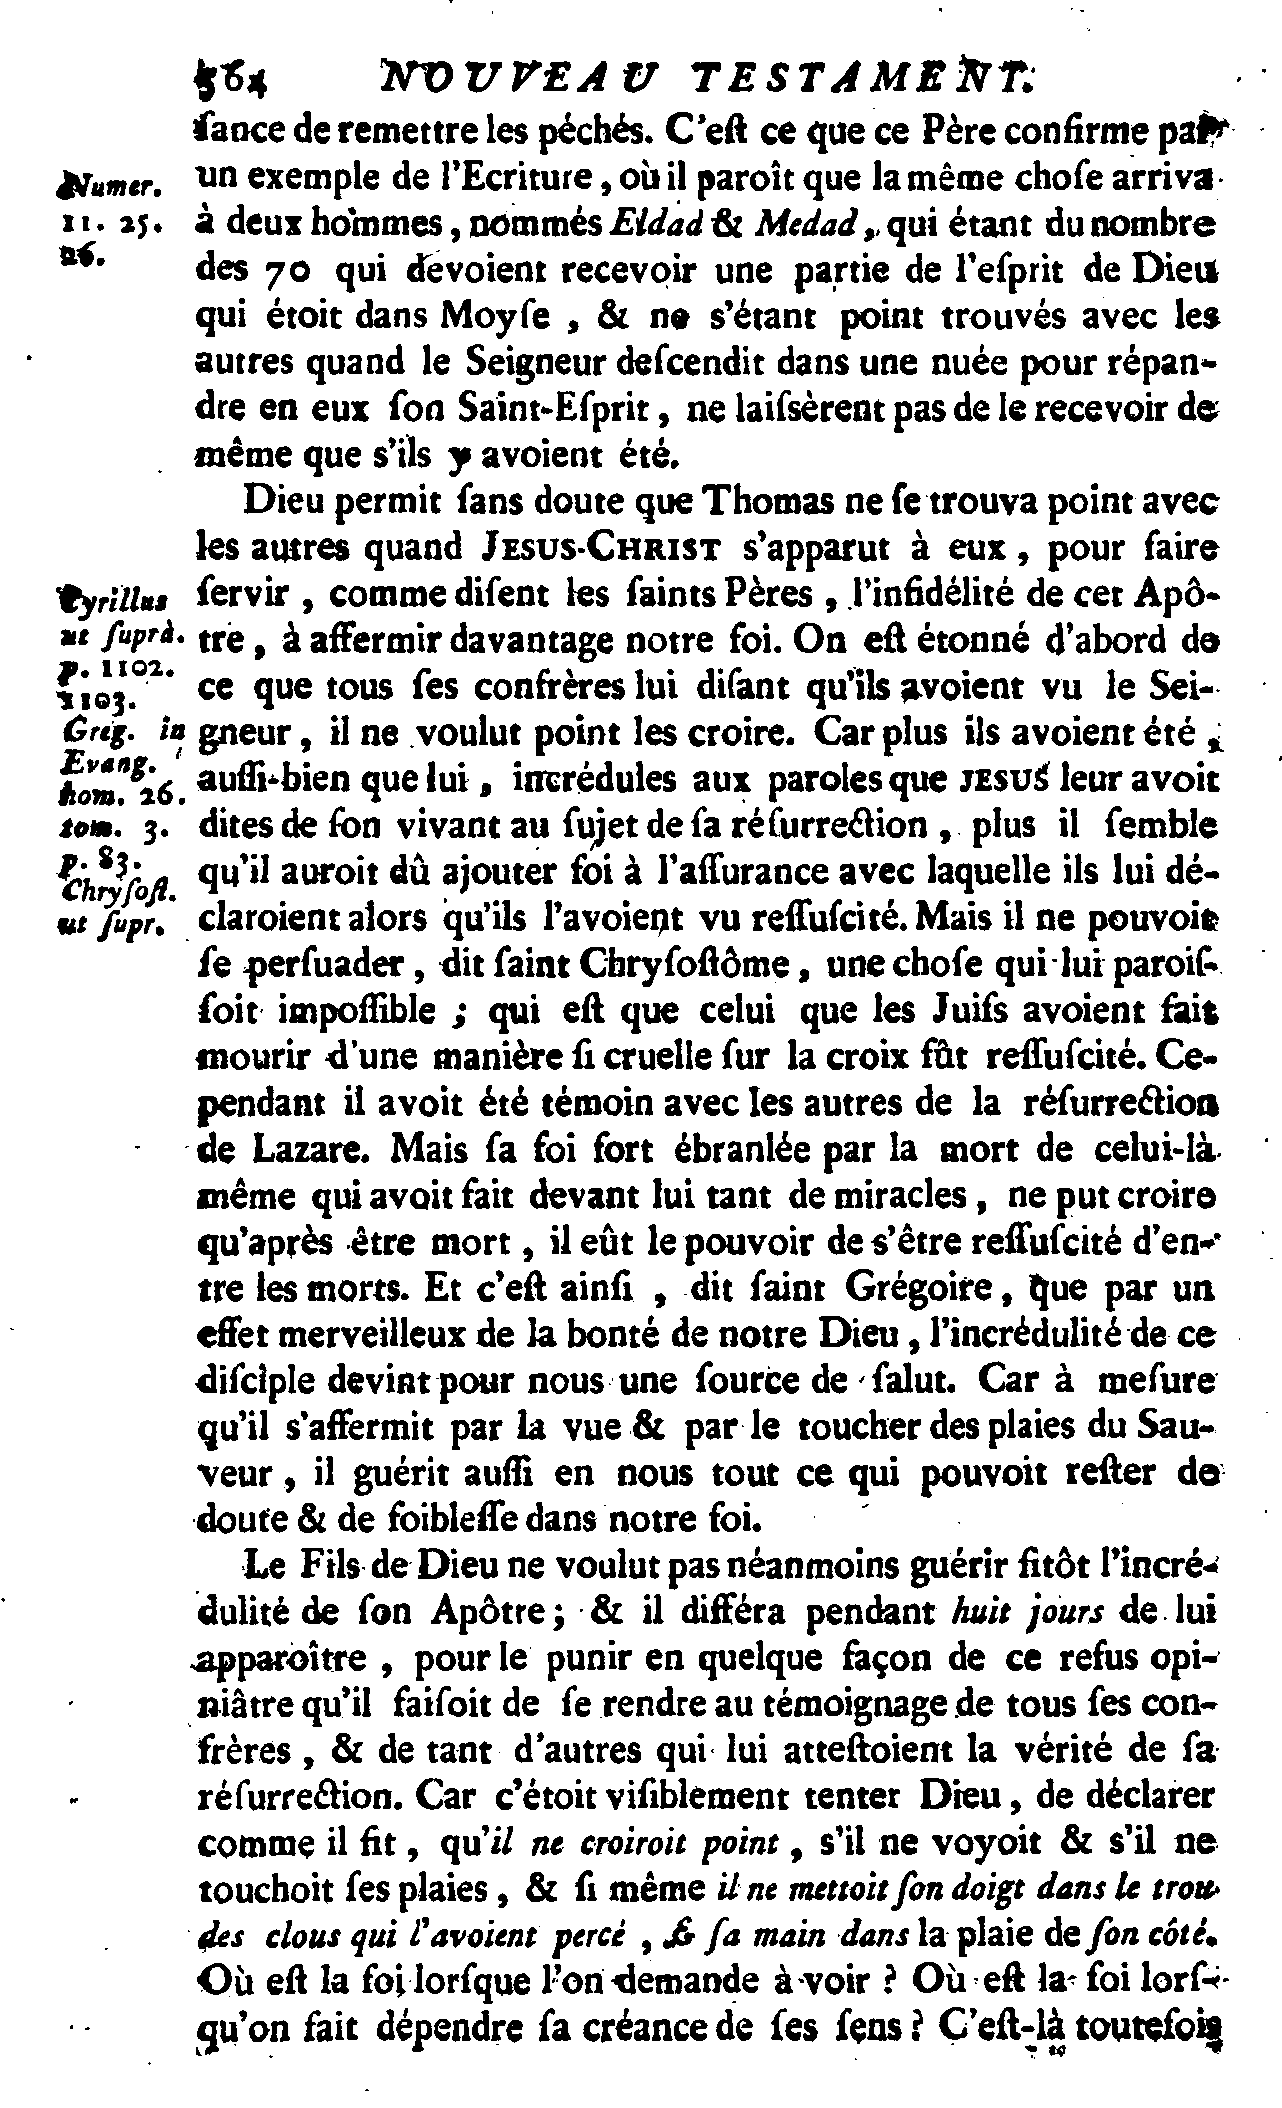 564 NOUVEAU TESTAMENT.
ſance de remettre les péchés. C'eſt ce que ce Père confirme par
un exemple de l'Ecriture, où il paroît que la même choſe arriva
à deux hommes, nommés Eldad & Medad, qui étant du nombre
des 70 qui devoient recevoir une partie de l'eſprit de Dieu
qui étoit dans Moyſe, & ne s'étant point trouvés avec les
autres quand le Seigneur deſcendit dans une nuée pour répan-
dre en eux ſon Saint-Eſprit, ne laiſsèrent pas de le recevoir de
même que s'ils y avoient été.
Dieu permit ſans doute que Thomas ne ſe trouva point avec
les autres quand JESUS-CHRIST s'apparut à eux, pour faire
ſervir, comme diſent les ſaints Pères, l'infidélité de cet Apô-
tre, à affermir davantage notre foi. On eſt étonné d'abord de
ce que tous ſes confrères lui diſant qu'ils avoient vu le Sei-
gneur, il ne voulut point les croire. Car plus ils avoient été,
auſſi-bien que lui, incrédules aux paroles que JESUS leur avoit
dites de ſon vivant au ſujet de ſa réſurrection, plus il ſemble
qu'il auroit dû ajouter foi à l'aſſurance avec laquelle ils lui dé-
claroient alors qu'ils l'avoient vu reſſuſcité. Mais il ne pouvoit
ſe perſuader, dit ſaint Chryſoſtôme, une choſe qui lui paroiſ-
ſoit impoſſible; qui eſt que celui que les Juifs avoient fait
mourir d'une manière ſi cruelle ſur la croix fût reſſuſcité. Ce-
pendant il avoit été témoin avec les autres de la réſurrection
de Lazare. Mais ſa foi fort ébranlée par la mort de celui-là
même qui avoit fait devant lui tant de miracles, ne put croire
qu'après être mort, il eût le pouvoir de s'être reſſuſcité d'en-
tre les morts. Et c'eſt ainſi, dit ſaint Grégoire, que par un
effet merveilleux de la bonté de notre Dieu, l'incrédulité de ce
diſciple devint pour nous une ſource de ſalut. Car à meſure
qu'il s'affermit par la vue & par le toucher des plaies du Sau-
veur, il guérit auſſi en nous tout ce qui pouvoit reſter de
doute & de foibleſſe dans notre foi.
Le Fils de Dieu ne voulut pas néanmoins guérir ſitôt l'incré-
dulité de ſon Apôtre; & il différa pendant huit jours de lui
apparoître, pour le punir en quelque façon de ce refus opi-
niâtre qu'il faiſoit de ſe rendre au témoignage de tous ſes con-
frères, & de tant d'autres qui lui atteſtoient la vérité de ſa
réſurrection. Car c'étoit viſiblement tenter Dieu, de déclarer
comme il fit, qu'il ne croiroit point, s'il ne voyoit & s'il ne
touchoit ſes plaies, & ſi même il ne mettoit ſon doigt dans le trou
des clous qui l'avoient percé, & ſa main dans la plaie de ſon côté.
Où eſt la foi lorſque l'on demande à voir ? Où eſt la foi lorſ-
qu'on fait dépendre ſa créance de ſes ſens ? C'eſt-là toutefois
Numer.
11. 25.
26.
Cyrillus
ut ſuprà.
p. 1102.
1103.
Greg. in
Evang.
hom. 26.
tom. 3.
p. 83.
Chryſoſt.
ut ſupr.